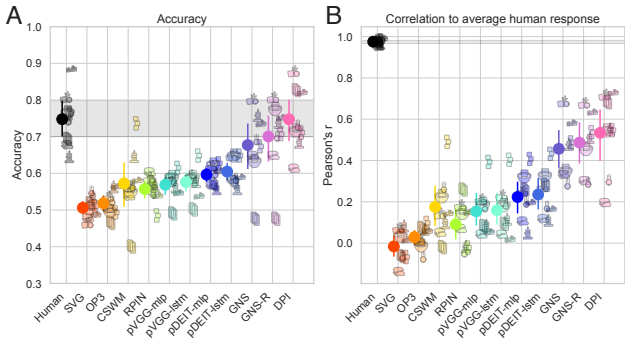 A
Accuracy
0.8
0.7
0.6
0.5
0.4
0.3
1.0
Accuracy
Human
SVG
OP3
CSWM
RPIN
pVGG-mlp
pVGG-lstm
pDEIT-mlp
pDEIT-lstm
GNS
GNS-R
DPI
B
Correlation to average human response
1.0
0.8
0.6
0.4
0.2
0.0
Pearson's r
Human
SVG
OP3
CSWM
RPIN
pVGG-mlp
pVGG-lstm
pDEIT-mlp
pDEIT-lstm
GNS
GNS-R
DPI